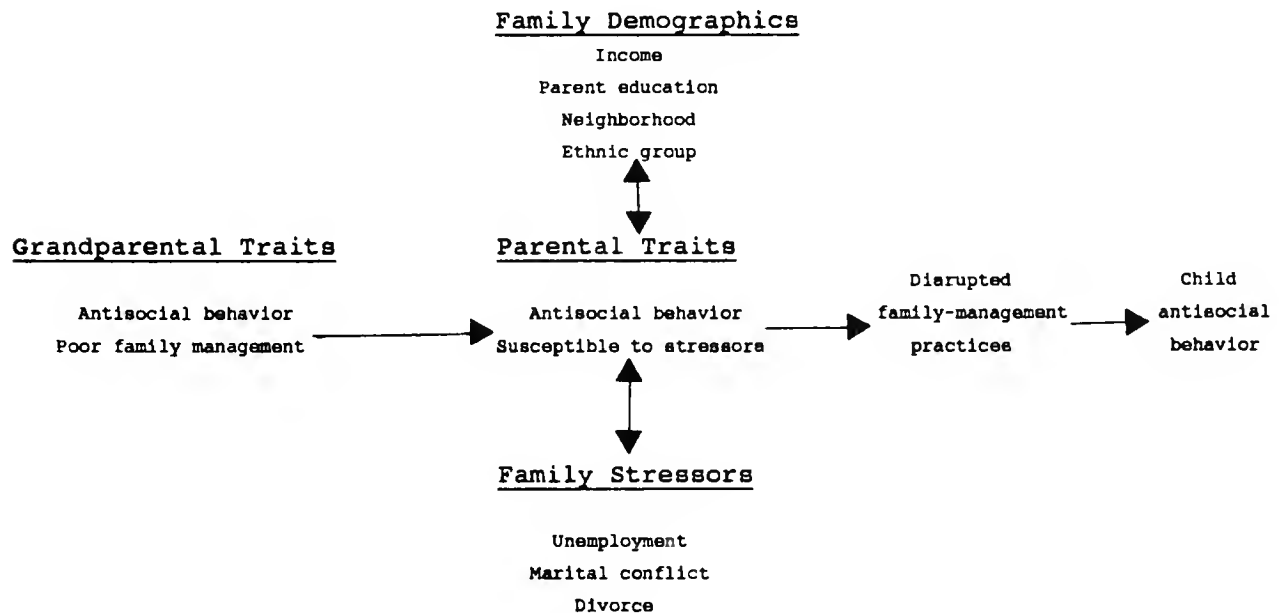 Family Demographics
Income
Parent education
Neighborhood
Ethnic group
Grandparental Traits
Antisocial behavior
Poor family management
Parental Traits
Antisocial behavior
Susceptible to stressors
Disrupted
family-management
practices
Child
antisocial
behavior
Family Stressors
Unemployment
Marital conflict
Divorce